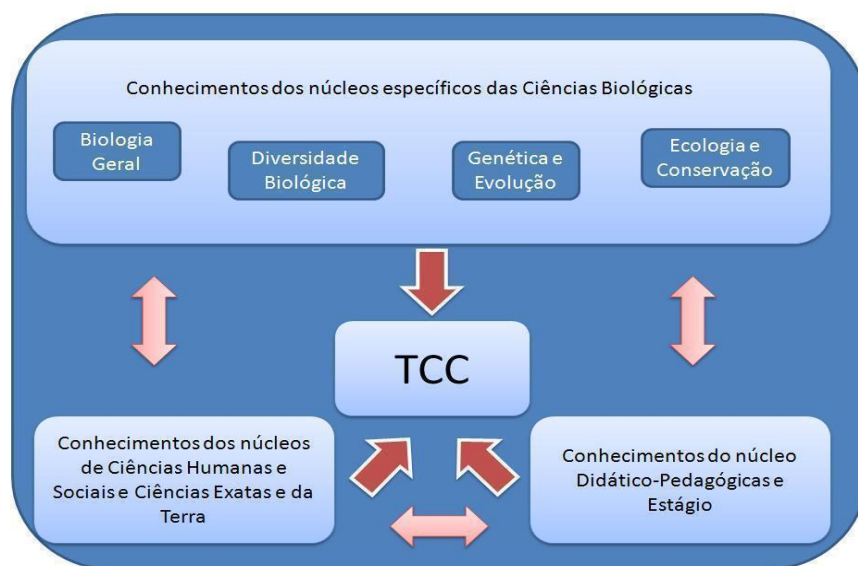 Conhecimentos dos núcleos específicos das Ciências Biológicas
Biologia
Geral
Diversidade
Biológica
Genética e
Evolução
Ecologia e
Conservação
TCC
Conhecimentos dos núcleos
de Ciências Humanas e
Sociais e Ciências Exatas e da
Terra
Conhecimentos do núcleo
Didático-Pedagógicas e
Estágio